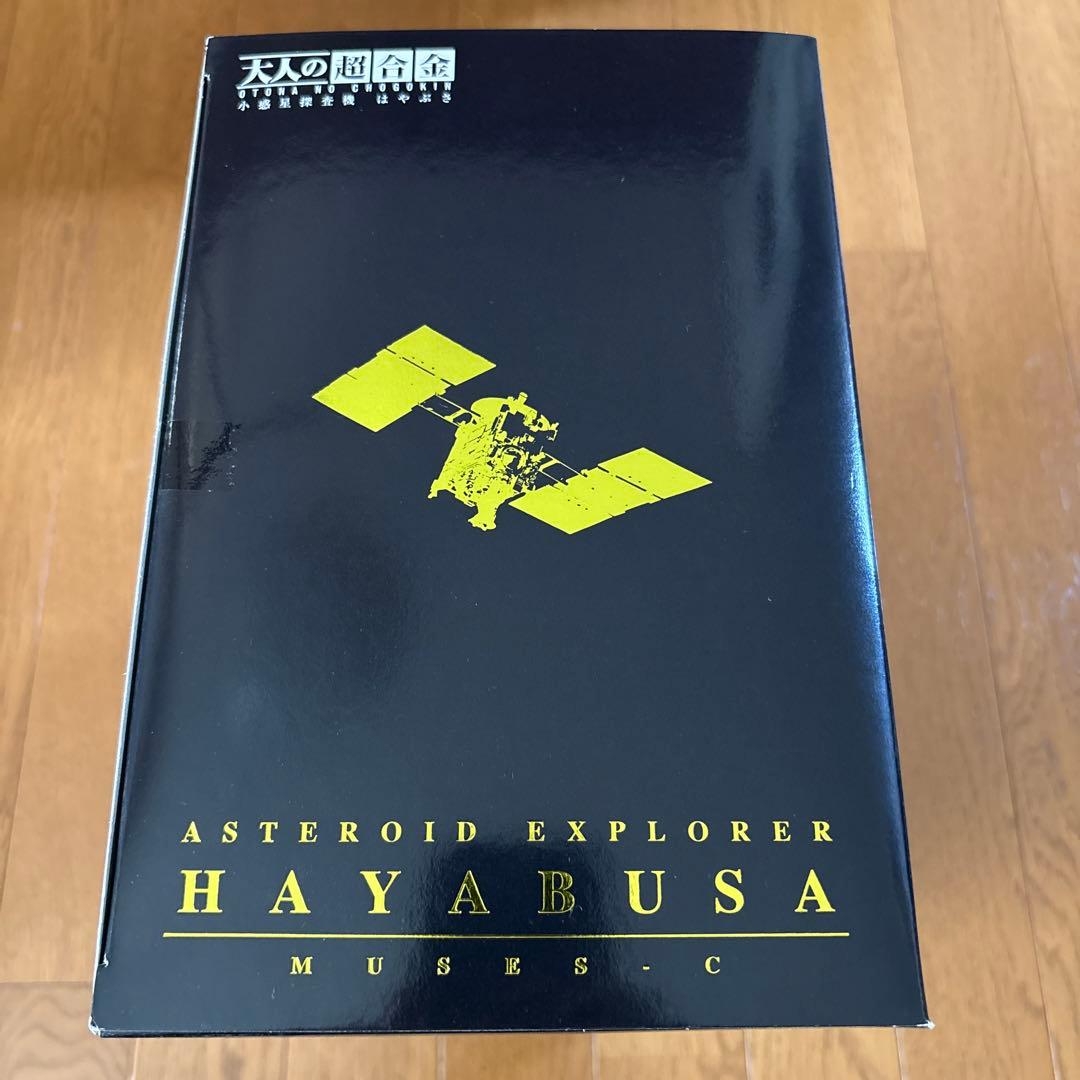 大人の超合金
OTONA NO CHOGOKIN
小惑星探査機 はやぶさ
ASTEROID EXPLORER
HAYABUSA
MUSES-C